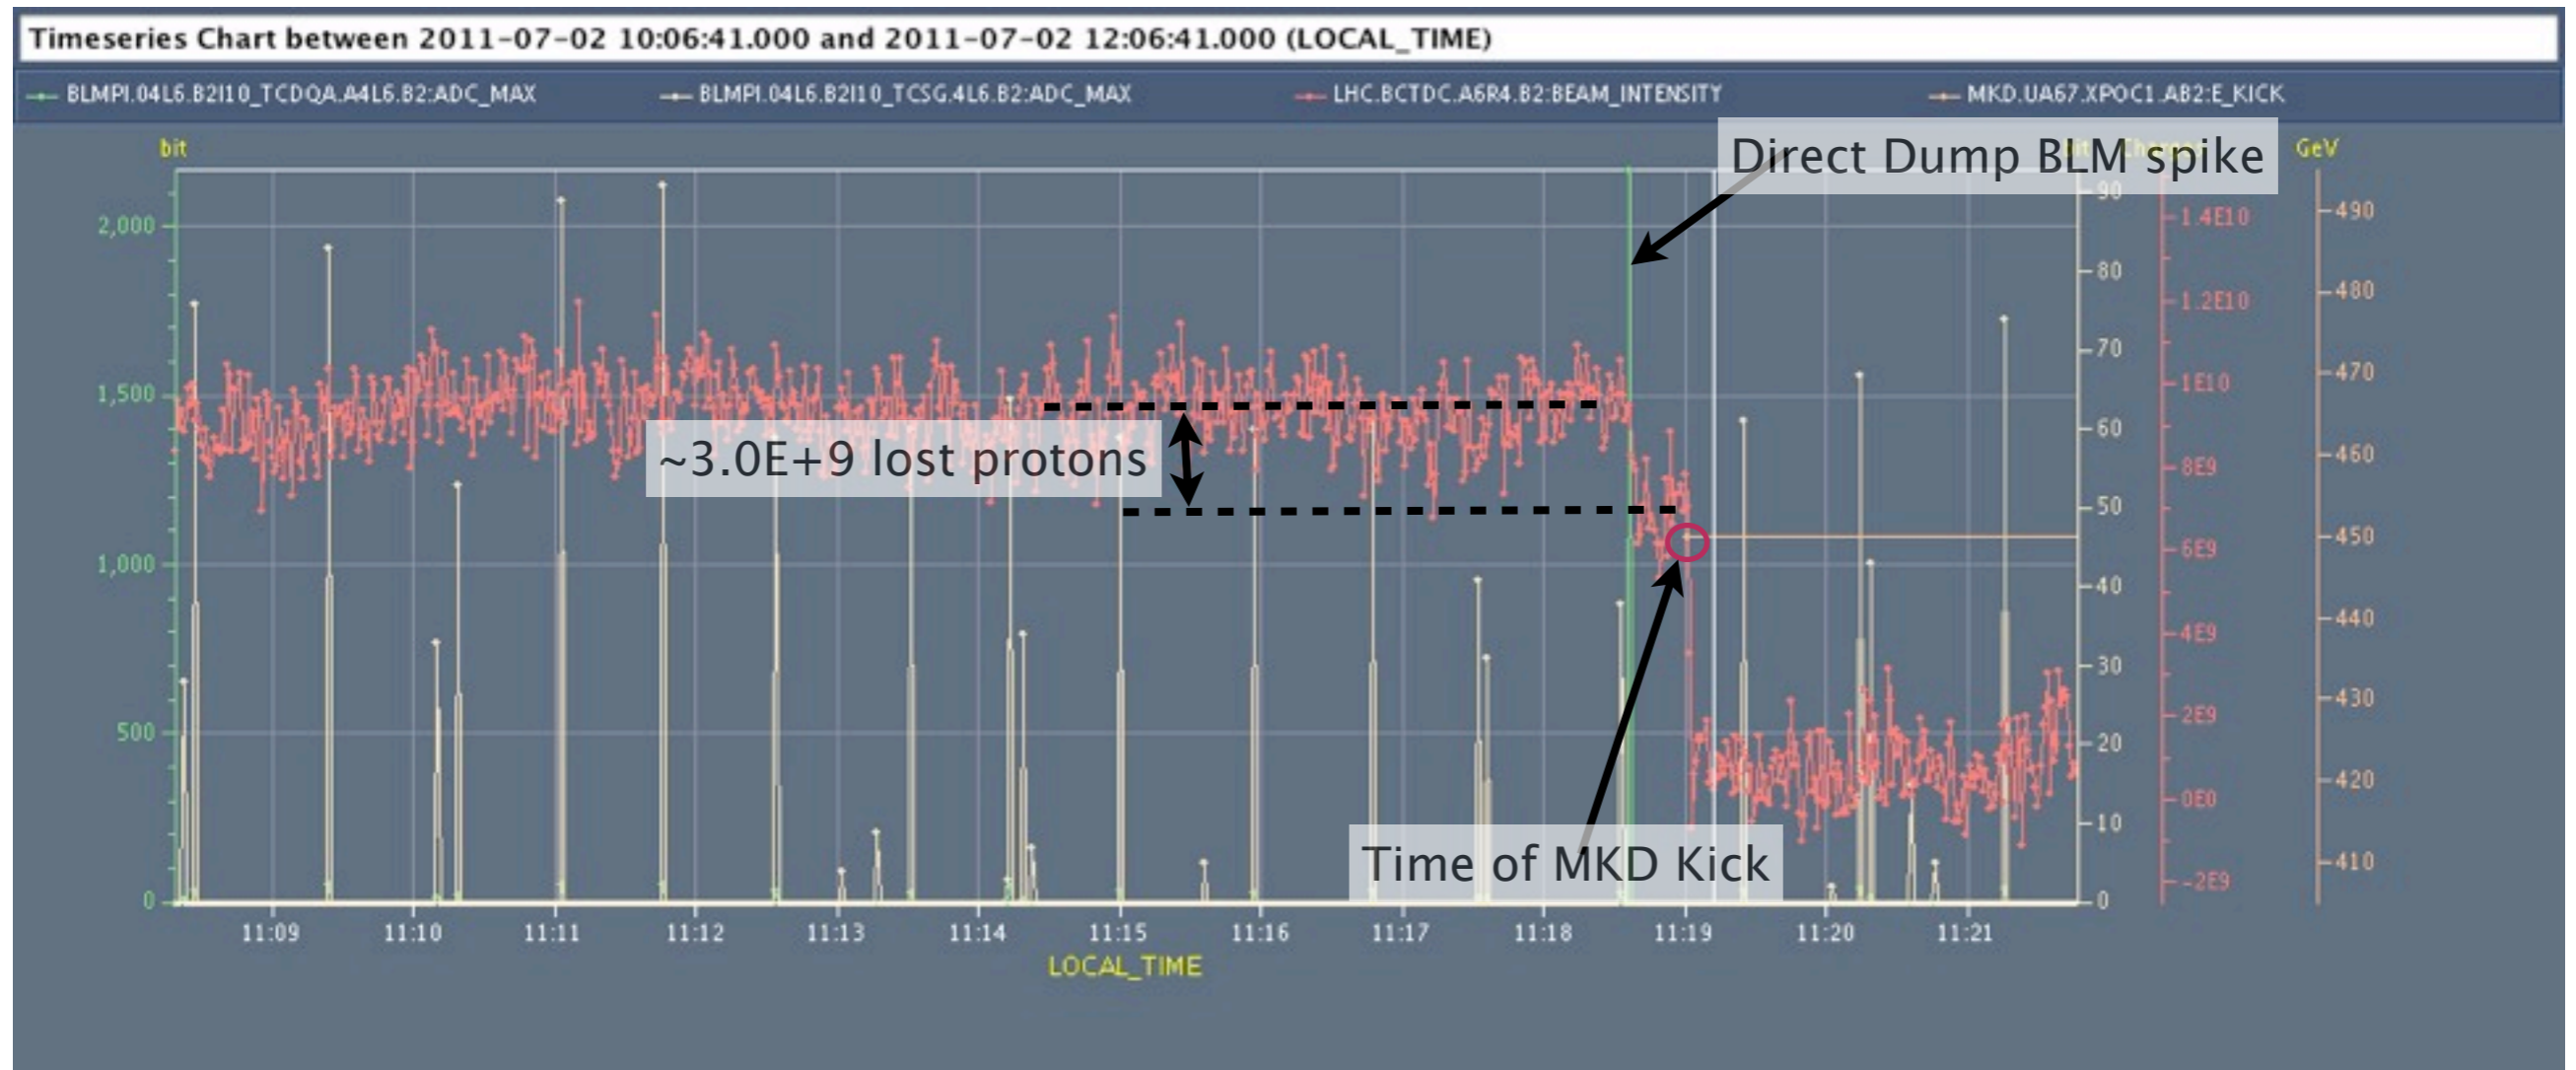 Timeseries Chart between 2011-07-02 10:06:41.000 and 2011-07-02 12:06:41.000 (LOCAL_TIME)
BLMPI.04L6.B2I10_TCDQA.A4L6.B2:ADC_MAX BLMPI.04L6.B2I10_TCSG.4L6.B2:ADC_MAX LHC.BCTDC.A6R4.B2:BEAM_INTENSITY MKD.UA67.XPOC1.AB2:E_KICK
bit bit Charges GeV
Direct Dump BLM spike
2,000
1,500
1,000
500
0
~3.0E+9 lost protons
Time of MKD Kick
90
80
70
60
50
40
30
20
10
0
1.4E10
1.2E10
1E10
8E9
6E9
4E9
2E9
0E0
-2E9
490
480
470
460
450
440
430
420
410
11:09 11:10 11:11 11:12 11:13 11:14 11:15 11:16 11:17 11:18 11:19 11:20 11:21
LOCAL_TIME